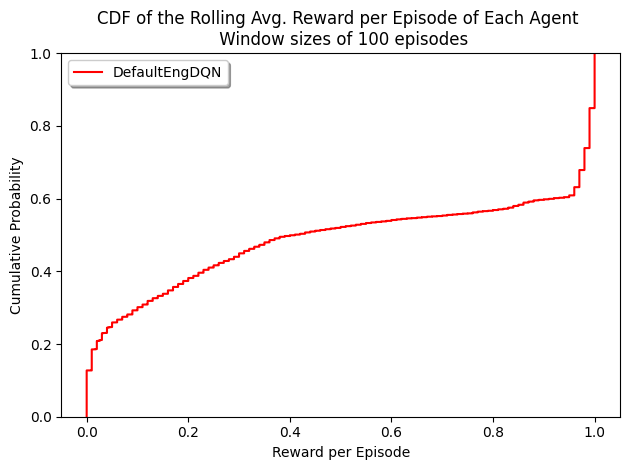 CDF of the Rolling Avg. Reward per Episode of Each Agent
Window sizes of 100 episodes
DefaultEngDQN
1.0
0.8
0.6
0.4
0.2
0.0
Cumulative Probability
0.0 0.2 0.4 0.6 0.8 1.0
Reward per Episode